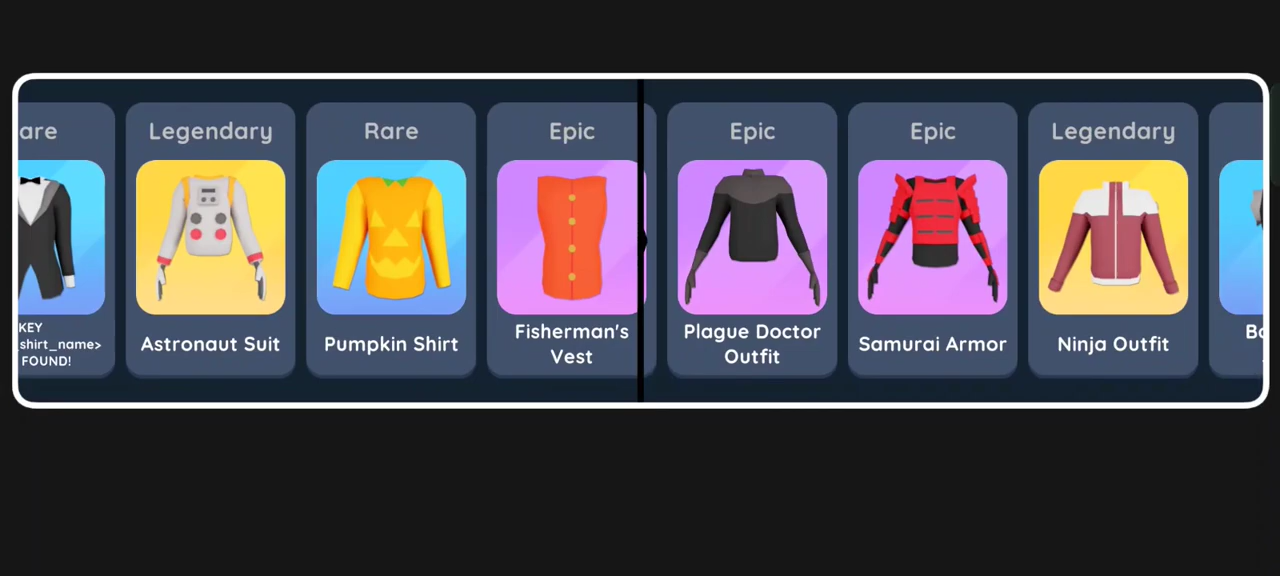 are
KEY
shirt_name>
FOUND!
Legendary
Astronaut Suit
Rare
Pumpkin Shirt
Epic
Fisherman's
Vest
Epic
Plague Doctor
Outfit
Epic
Samurai Armor
Legendary
Ninja Outfit